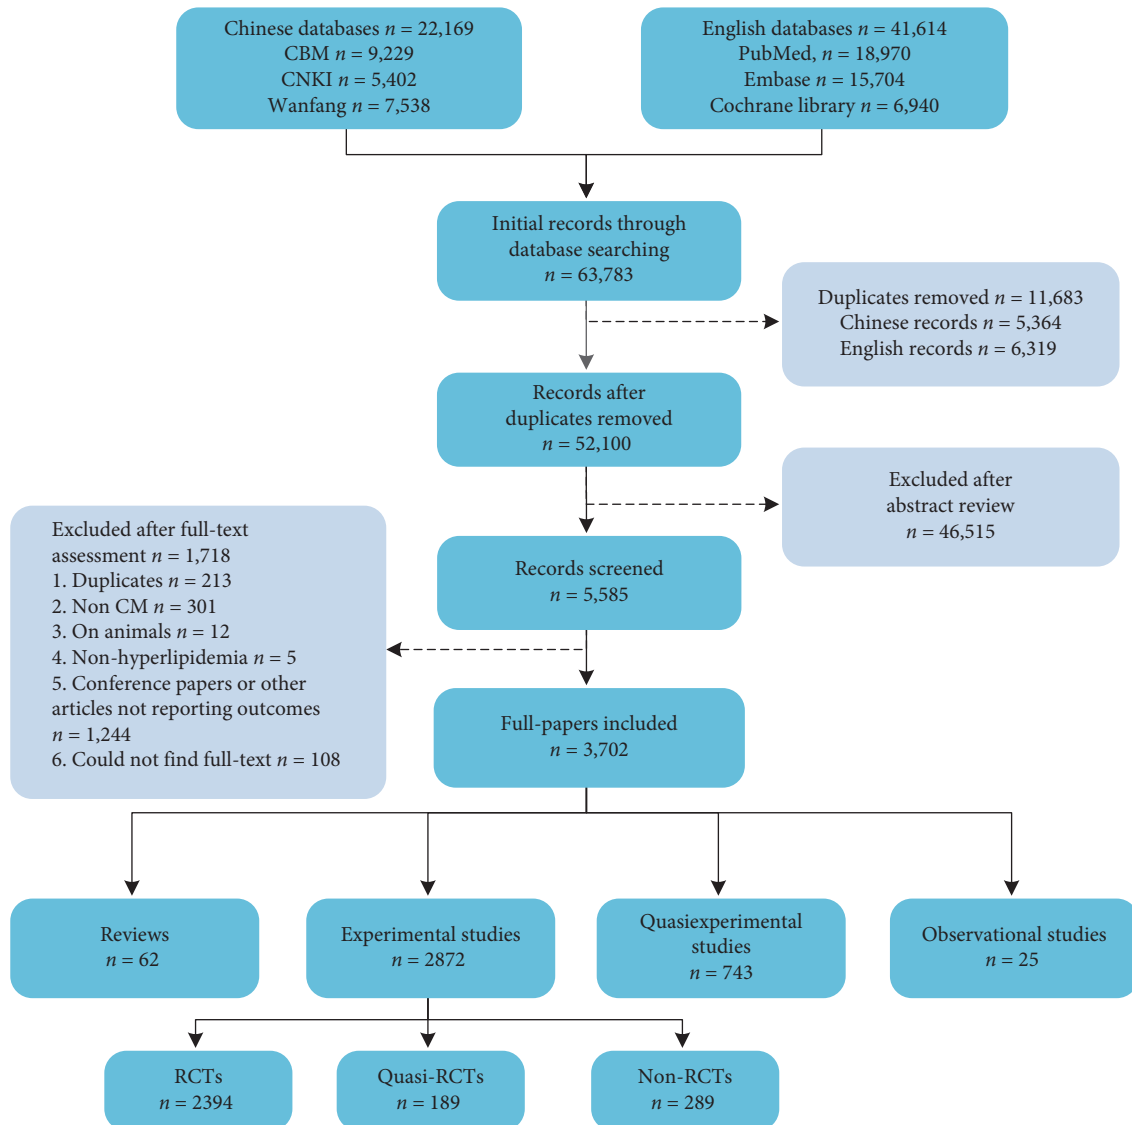 Chinese databases n = 22,169
CBM n = 9,229
CNKI n = 5,402
Wanfang n = 7,538
English databases n = 41,614
PubMed, n = 18,970
Embase n = 15,704
Cochrane library n = 6,940
Initial records through
database searching
n = 63,783
Duplicates removed n = 11,683
Chinese records n = 5,364
English records n = 6,319
Records after
duplicates removed
n = 52,100
Excluded after
abstract review
n = 46,515
Records screened
n = 5,585
Excluded after full-text
assessment n = 1,718
1. Duplicates n = 213
2. Non CM n = 301
3. On animals n = 12
4. Non-hyperlipidemia n = 5
5. Conference papers or other
articles not reporting outcomes
n = 1,244
6. Could not find full-text n = 108
Full-papers included
n = 3,702
Reviews
n = 62
Experimental studies
n = 2872
Quasiexperimental
studies
n = 743
Observational studies
n = 25
RCTs
n = 2394
Quasi-RCTs
n = 189
Non-RCTs
n = 289